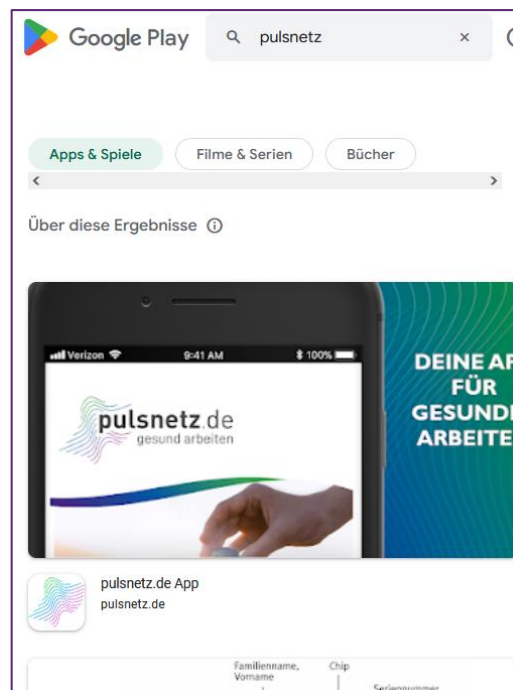 Google Play
pulsnetz
Apps & Spiele
Filme & Serien
Bücher
Über diese Ergebnisse
Verizon
9:41 AM
100%
pulsnetz.de
gesund arbeiten
DEINE AP
FÜR
GESUND
ARBEITE
pulsnetz.de App
pulsnetz.de
Familienname,
Vorname
Chip
Seriennummer